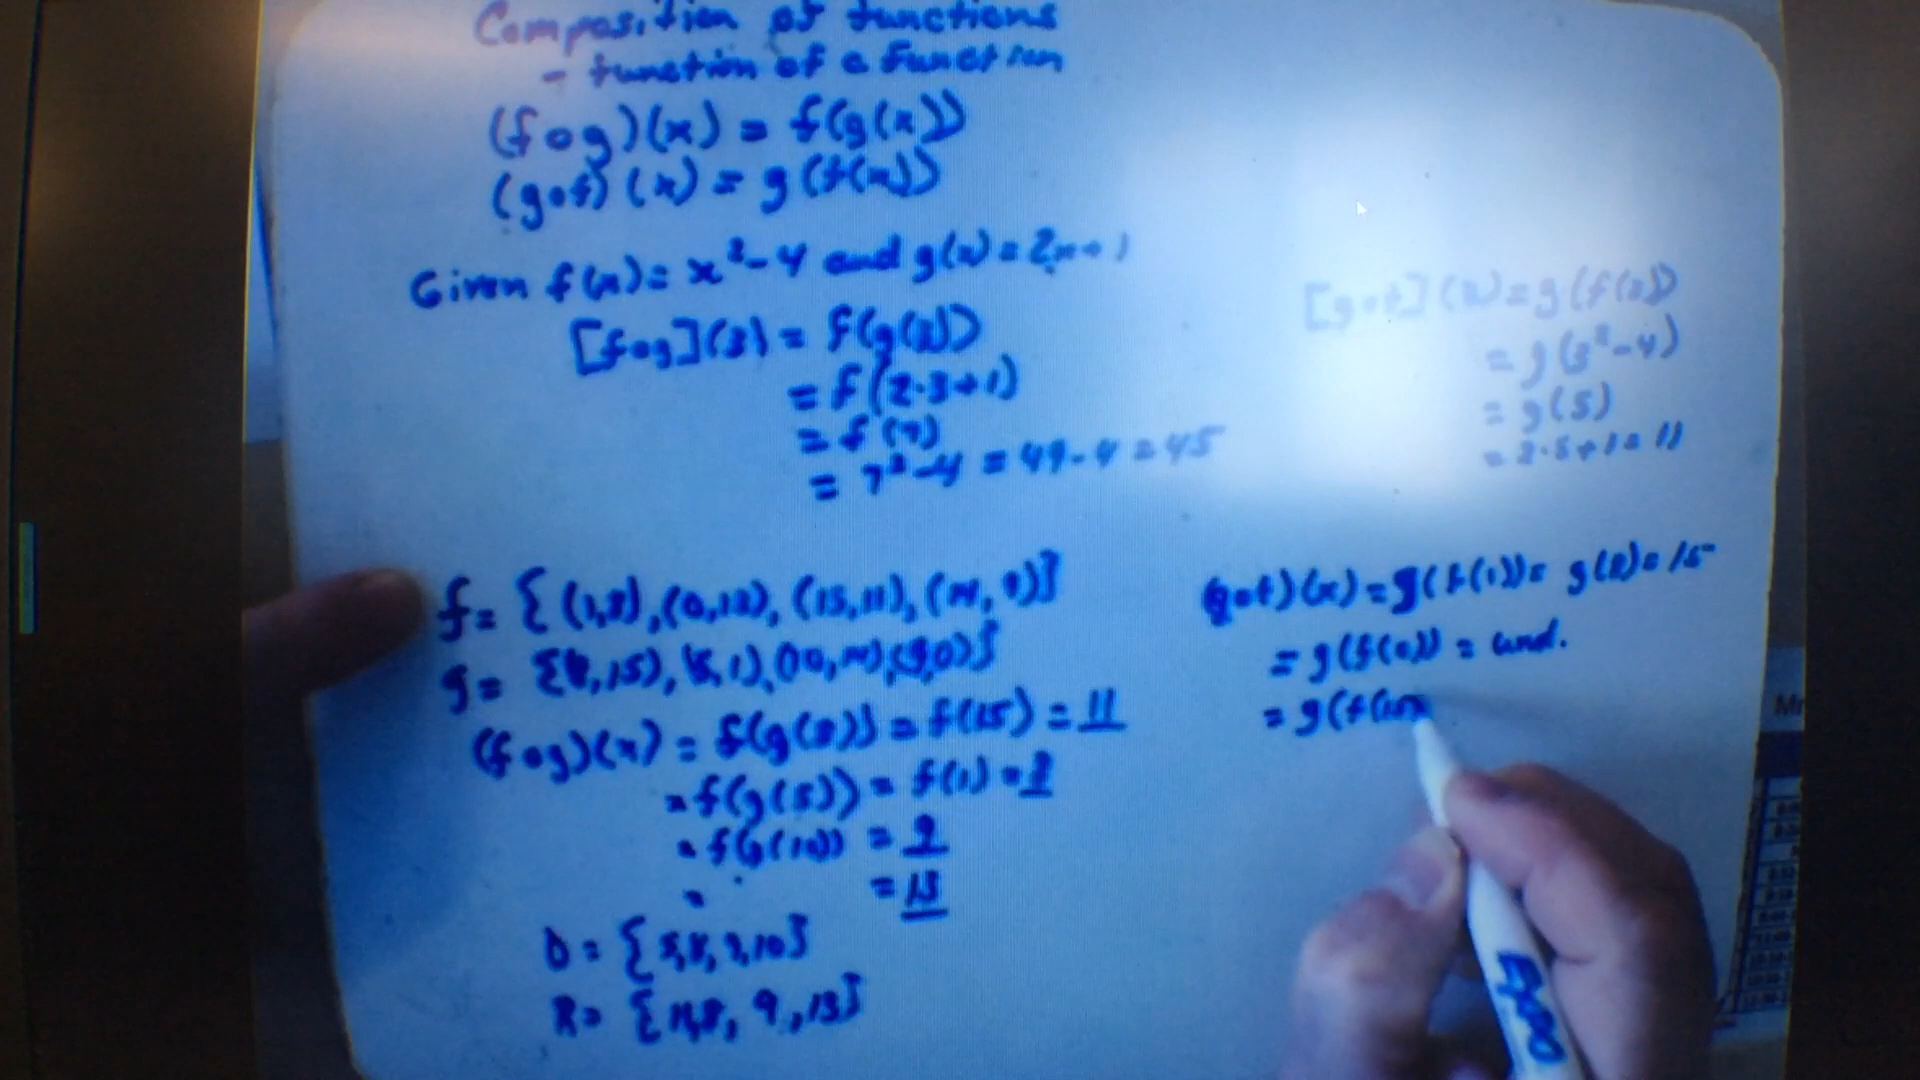 Composition of functions
- function of a function
(f∘g)(x) = f(g(x))
(g∘f)(x) = g(f(x))
Given f(x) = x²-4 and g(x) = 2x+1
[f∘g](3) = f(g(3))
= f(2·3+1)
= f(7)
= 7²-4 = 49-4 = 45
[g∘f](3) = g(f(3))
= g(3²-4)
= g(5)
= 2·5+1 = 11
f = {(1,8),(0,13),(15,11),(14,9)}
g = {(8,15),(5,1),(10,14),(9,0)}
(f∘g)(x) = f(g(8)) = f(15) = 11
= f(g(5)) = f(1) = 8
= f(g(10)) = 9
= 13
D = {5,8,9,10}
R = {11,8,9,13}
(g∘f)(x) = g(f(1)) = g(8) = 15
= g(f(0)) = und.
= g(f(15)
EXPO